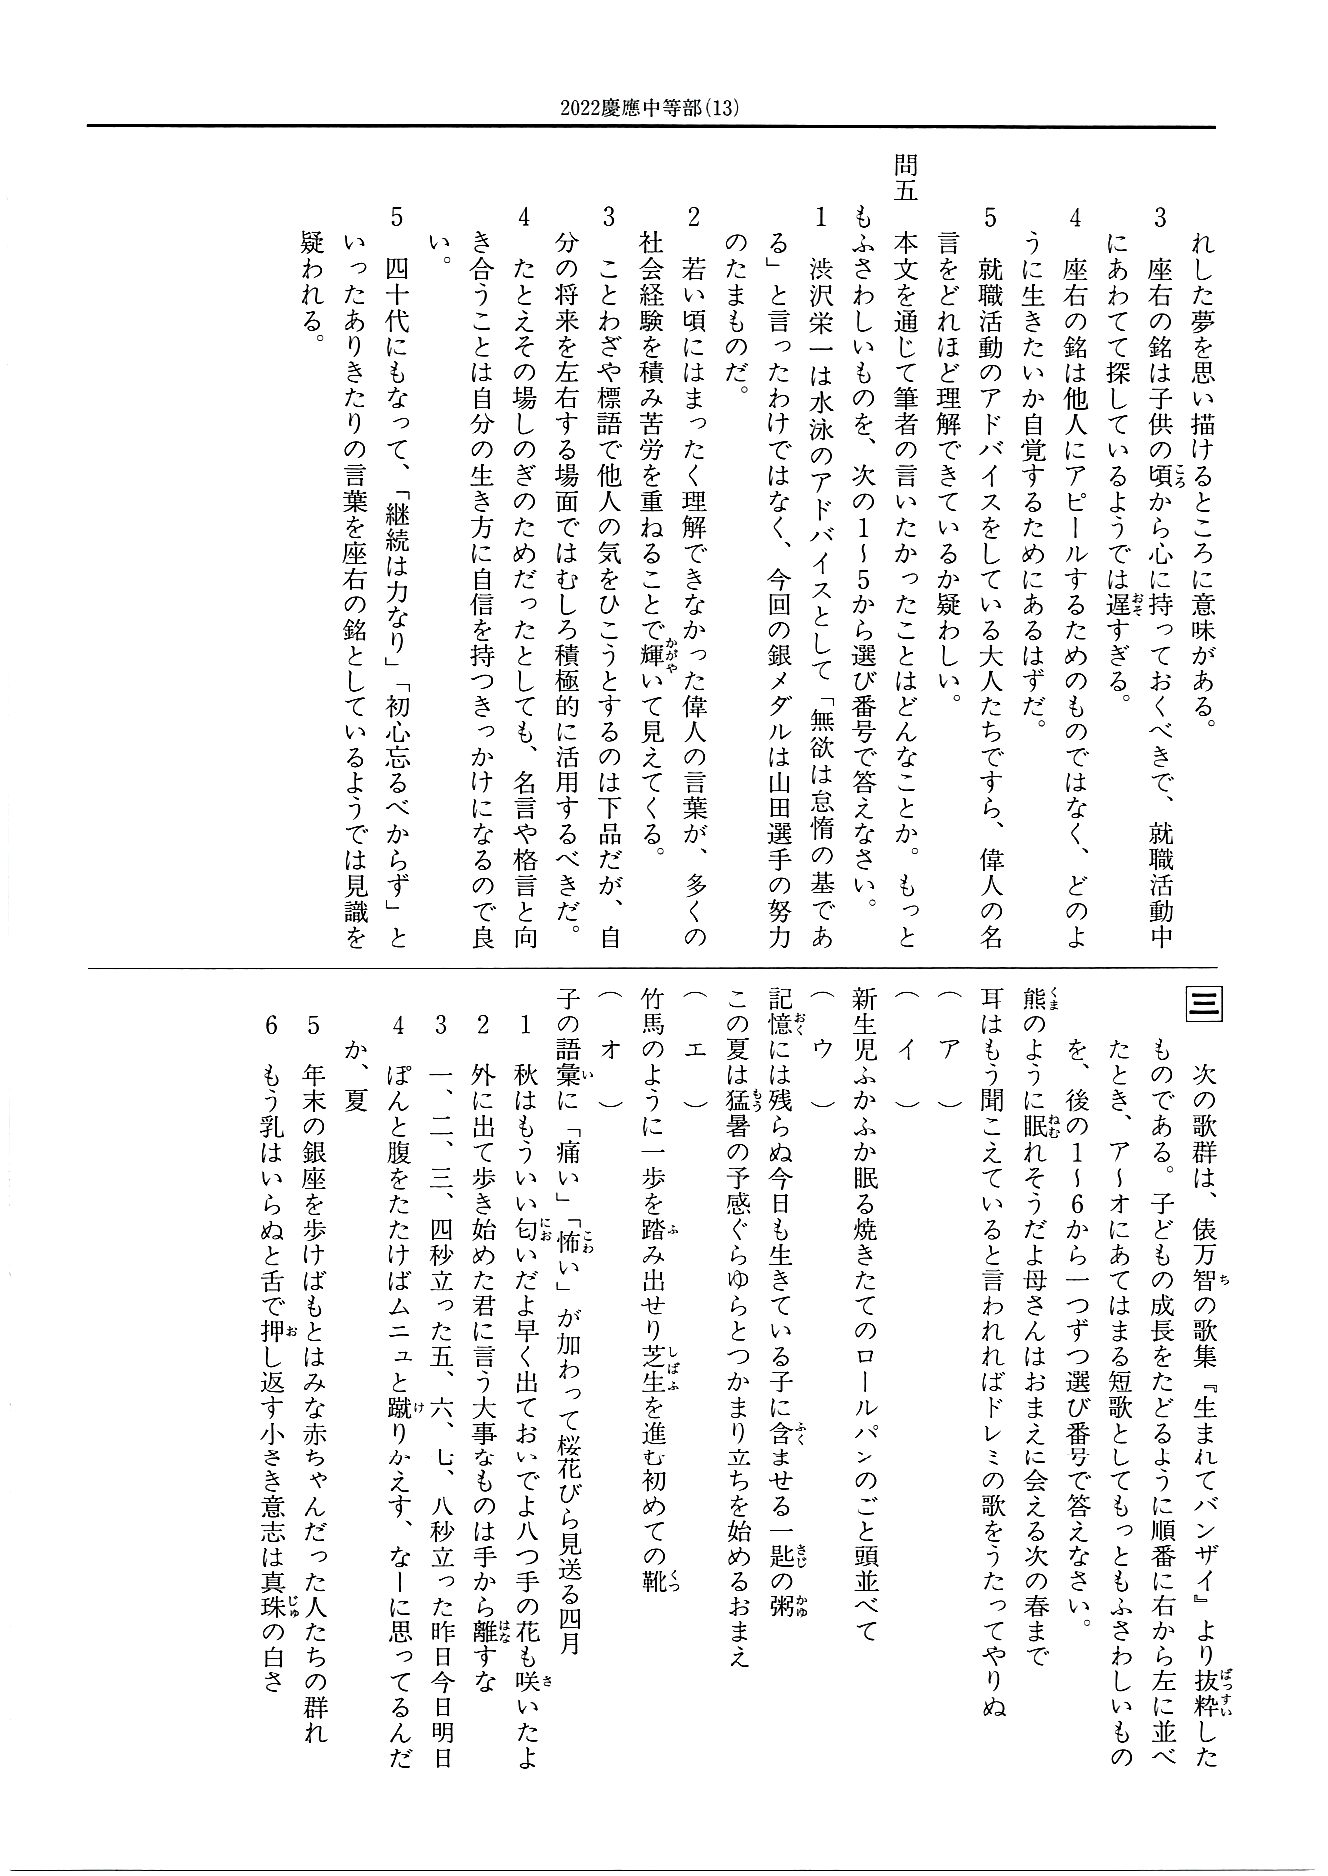 2022慶應中等部(13)
れした夢を思い描けるところに意味がある。
3 座右の銘は子供の頃ころから心に持っておくべきで、就職活動中
にあわてて探しているようでは遅おそすぎる。
4 座右の銘は他人にアピールするためのものではなく、どのよ
うに生きたいか自覚するためにあるはずだ。
5 就職活動のアドバイスをしている大人たちですら、偉人の名
言をどれほど理解できているか疑わしい。
問五 本文を通じて筆者の言いたかったことはどんなことか。もっと
もふさわしいものを、次の1~5から選び番号で答えなさい。
1 渋沢栄一は水泳のアドバイスとして「無欲は怠惰の基であ
る」と言ったわけではなく、今回の銀メダルは山田選手の努力
のたまものだ。
2 若い頃にはまったく理解できなかった偉人の言葉が、多くの
社会経験を積み苦労を重ねることで輝かがやいて見えてくる。
3 ことわざや標語で他人の気をひこうとするのは下品だが、自
分の将来を左右する場面ではむしろ積極的に活用するべきだ。
4 たとえその場しのぎのためだったとしても、名言や格言と向
き合うことは自分の生き方に自信を持つきっかけになるので良
い。
5 四十代にもなって、「継続は力なり」「初心忘るべからず」と
いったありきたりの言葉を座右の銘としているようでは見識を
疑われる。
三 次の歌群は、俵万智ちの歌集『生まれてバンザイ』より抜粋ばっすいした
ものである。子どもの成長をたどるように順番に右から左に並べ
たとき、ア~オにあてはまる短歌としてもっともふさわしいもの
を、後の1~6から一つずつ選び番号で答えなさい。
熊くまのように眠ねむれそうだよ母さんはおまえに会える次の春まで
耳はもう聞こえていると言われればドレミの歌をうたってやりぬ
(ア)
(イ)
新生児ふかふか眠る焼きたてのロールパンのごと頭並べて
(ウ)
記憶おくには残らぬ今日も生きている子に含ふくませる一匙さじの粥かゆ
この夏は猛もう暑の予感ぐらゆらとつかまり立ちを始めるおまえ
(エ)
竹馬のように一歩を踏ふみ出せり芝生しばふを進む初めての靴くつ
(オ)
子の語彙いに「痛い」「怖こわい」が加わって桜花びら見送る四月
1 秋はもういい匂においだよ早く出ておいでよ八つ手の花も咲さいたよ
2 外に出て歩き始めた君に言う大事なものは手から離はなすな
3 一、二、三、四秒立った五、六、七、八秒立った昨日今日明日
4 ぽんと腹をたたけばムニュと蹴けりかえす、なーに思ってるんだ
か、夏
5 年末の銀座を歩けばもとはみな赤ちゃんだった人たちの群れ
6 もう乳はいらぬと舌で押おし返す小さき意志は真珠じゅの白さ